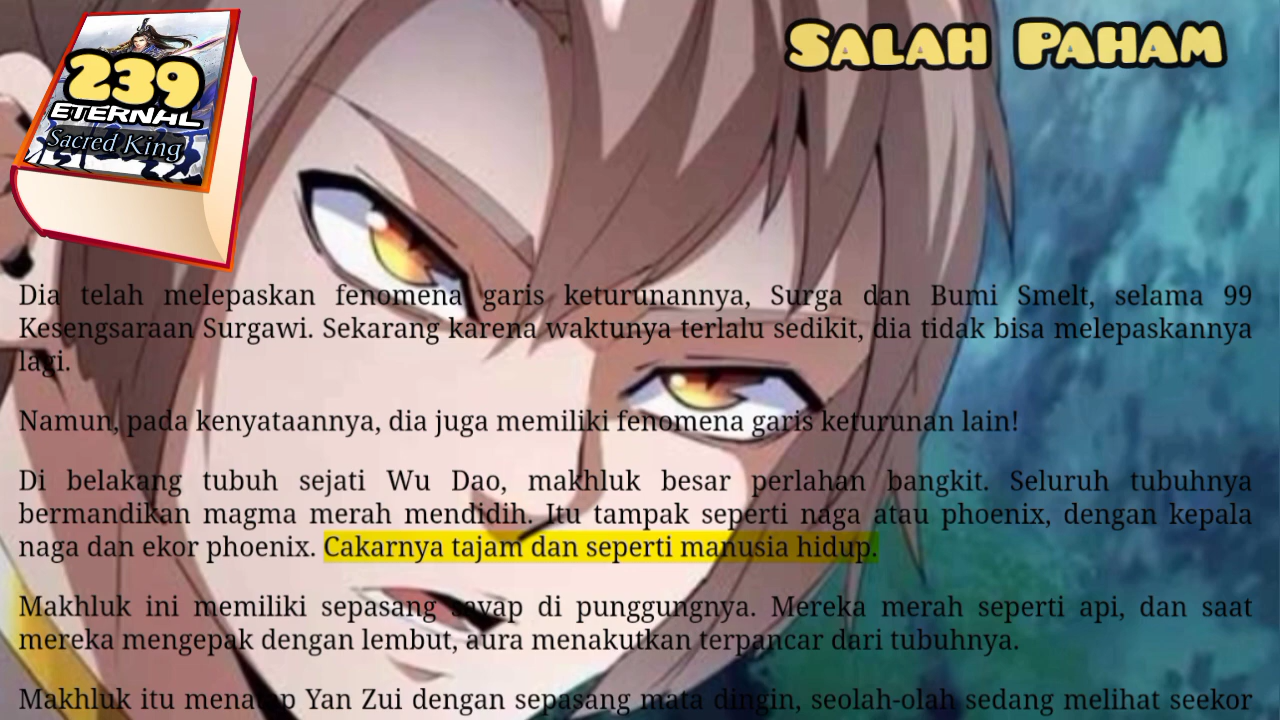 239
ETERNAL
Sacred King
SALAH PAHAM
Dia telah melepaskan fenomena garis keturunannya, Surga dan Bumi Smelt, selama 99
Kesengsaraan Surgawi. Sekarang karena waktunya terlalu sedikit, dia tidak bisa melepaskannya
lagi.
Namun, pada kenyataannya, dia juga memiliki fenomena garis keturunan lain!
Di belakang tubuh sejati Wu Dao, makhluk besar perlahan bangkit. Seluruh tubuhnya
bermandikan magma merah mendidih. Itu tampak seperti naga atau phoenix, dengan kepala
naga dan ekor phoenix. Cakarnya tajam dan seperti manusia hidup.
Makhluk ini memiliki sepasang sayap di punggungnya. Mereka merah seperti api, dan saat
mereka mengepak dengan lembut, aura menakutkan terpancar dari tubuhnya.
Makhluk itu menatap Yan Zui dengan sepasang mata dingin, seolah-olah sedang melihat seekor